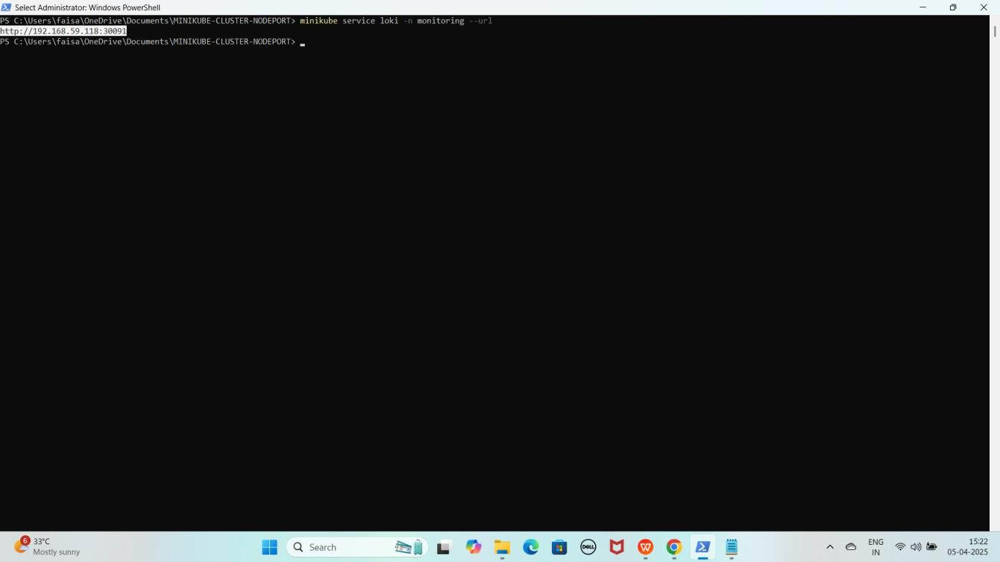 Select Administrator: Windows PowerShell
PS C:\Users\faisa\OneDrive\Documents\MINIKUBE-CLUSTER-NODEPORT> minikube service loki -n monitoring --url
http://192.168.59.118:30091
PS C:\Users\faisa\OneDrive\Documents\MINIKUBE-CLUSTER-NODEPORT>
6
33°C
Mostly sunny
Search
DELL
W
ENG
IN
15:22
05-04-2025